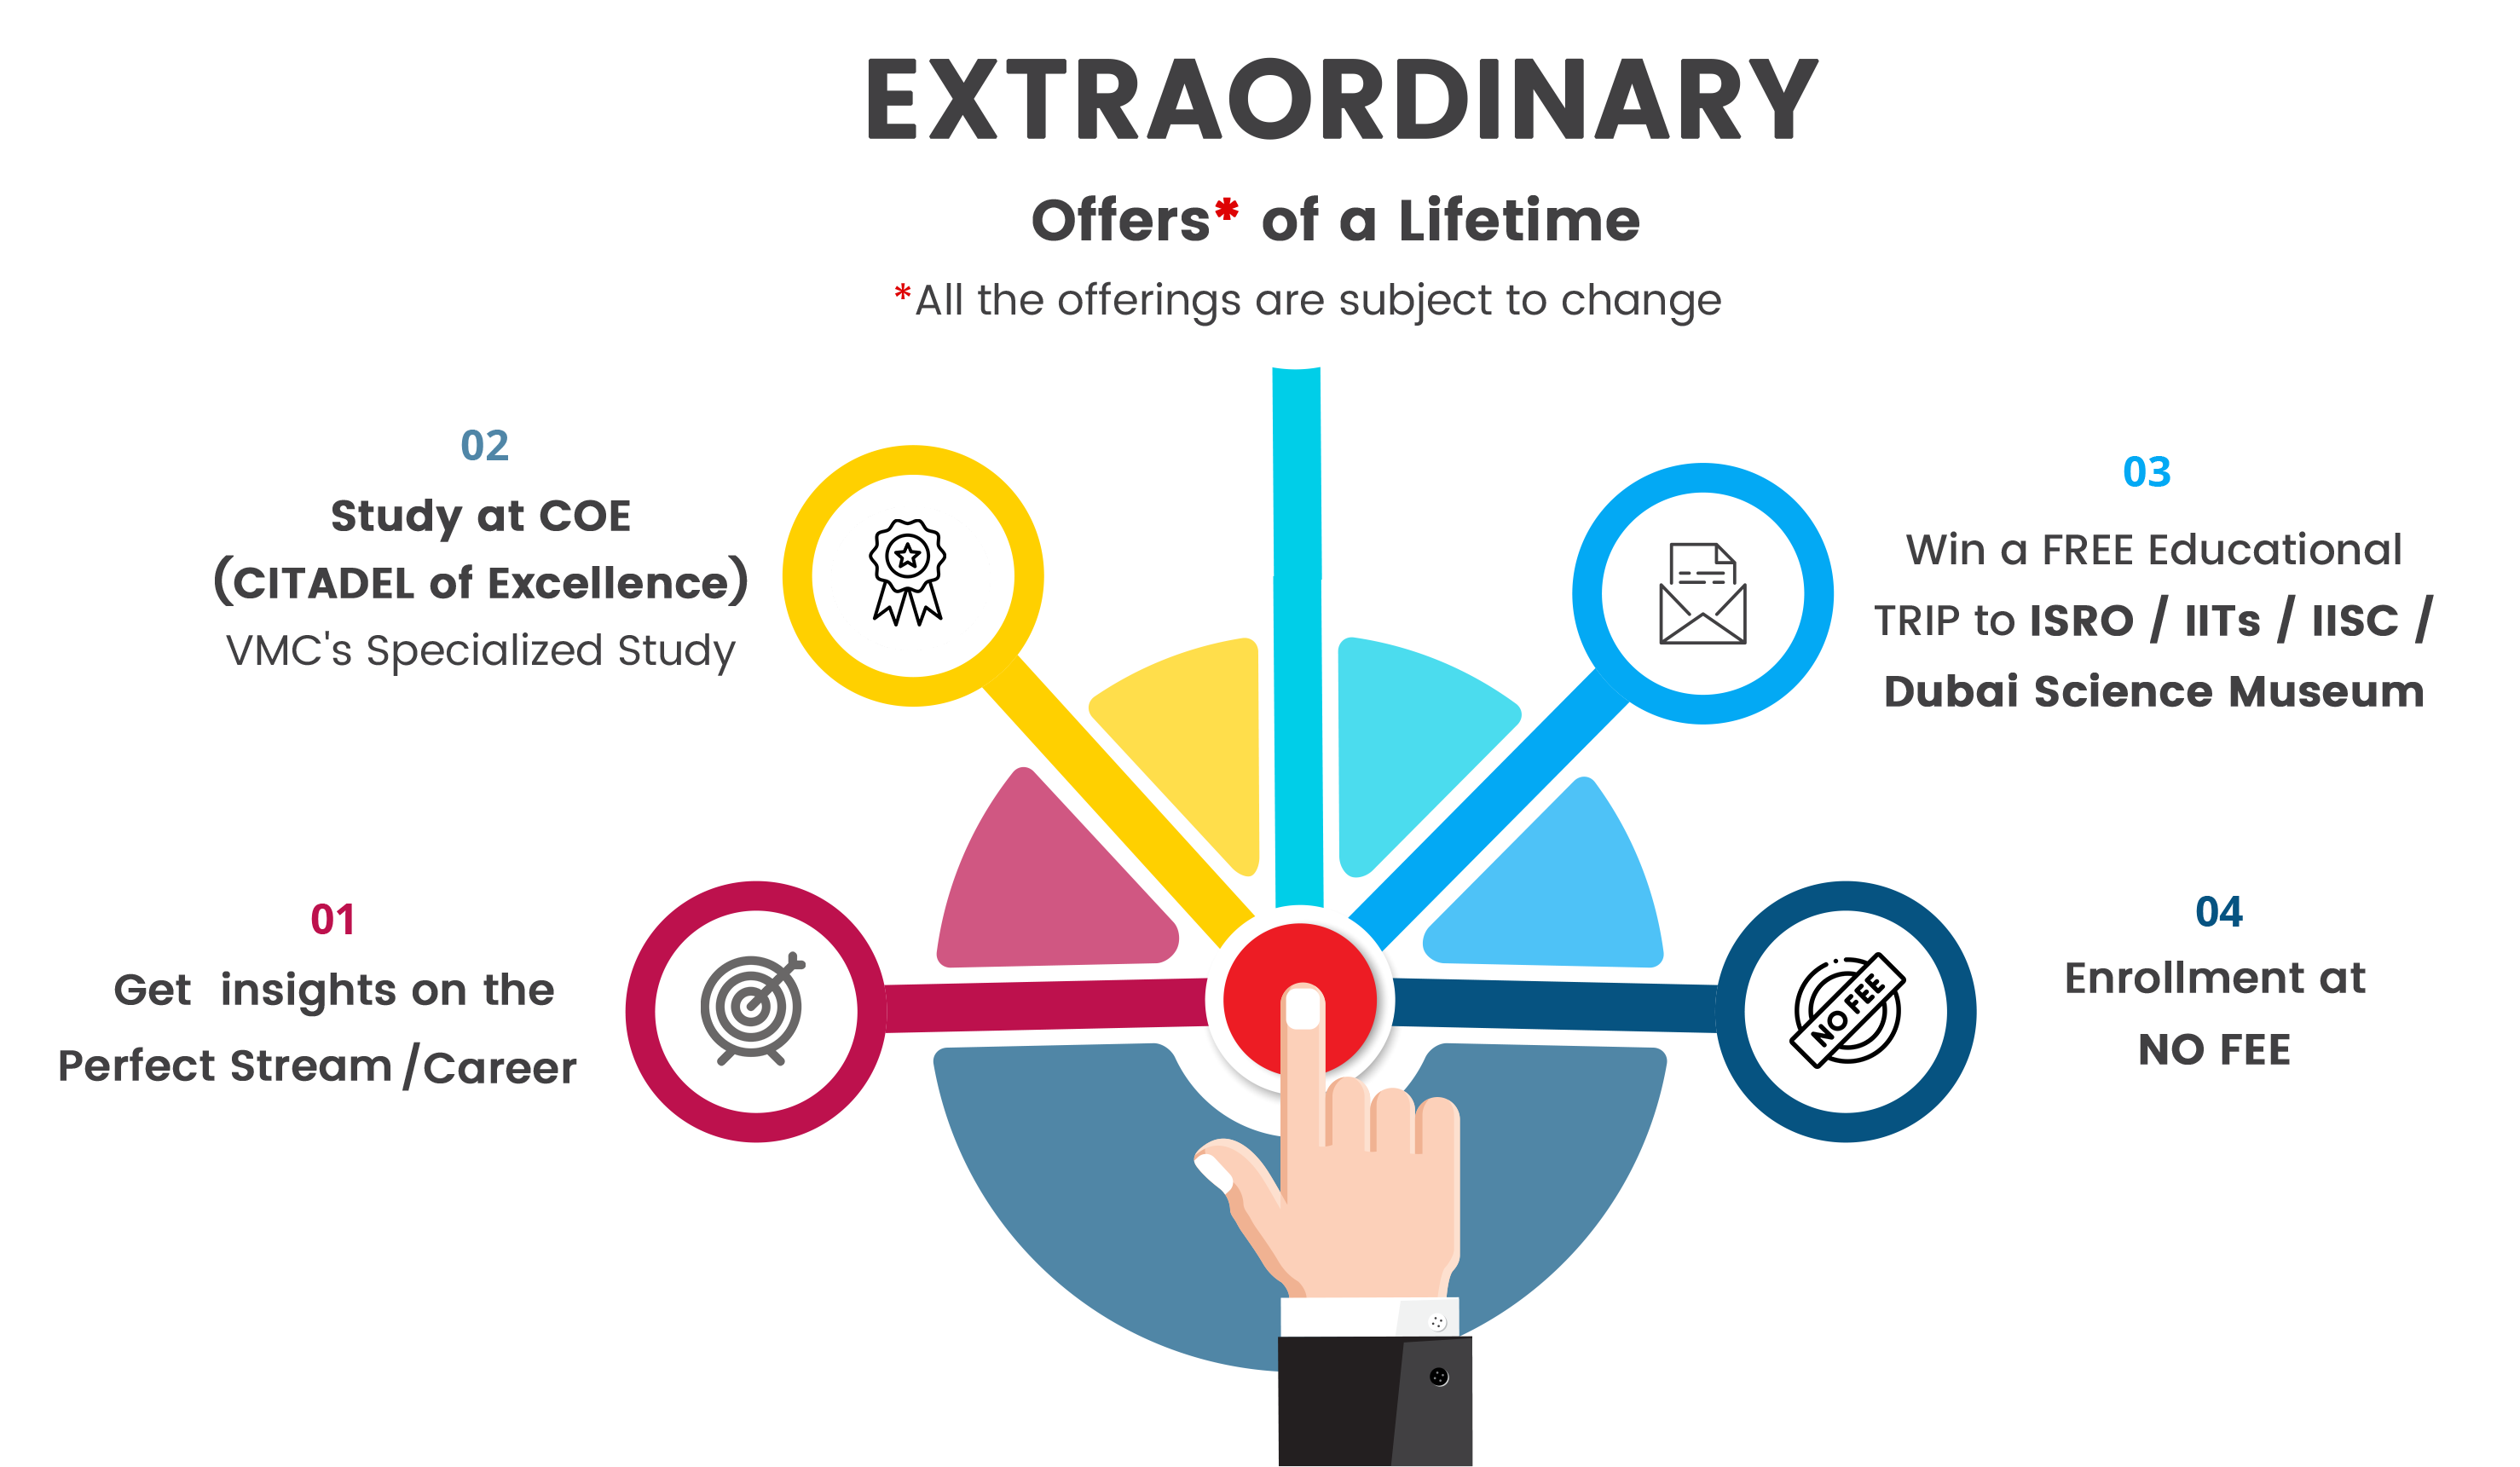 EXTRAORDINARY
Offers* of a Lifetime
*All the offerings are subject to change
02
Study at COE
(CITADEL of Excellence)
VMC's Specialized Study
03
Win a FREE Educational
TRIP to ISRO / IITs / IISC /
Dubai Science Museum
01
Get insights on the
Perfect Stream /Career
04
Enrollment at
NO FEE
NO FEE